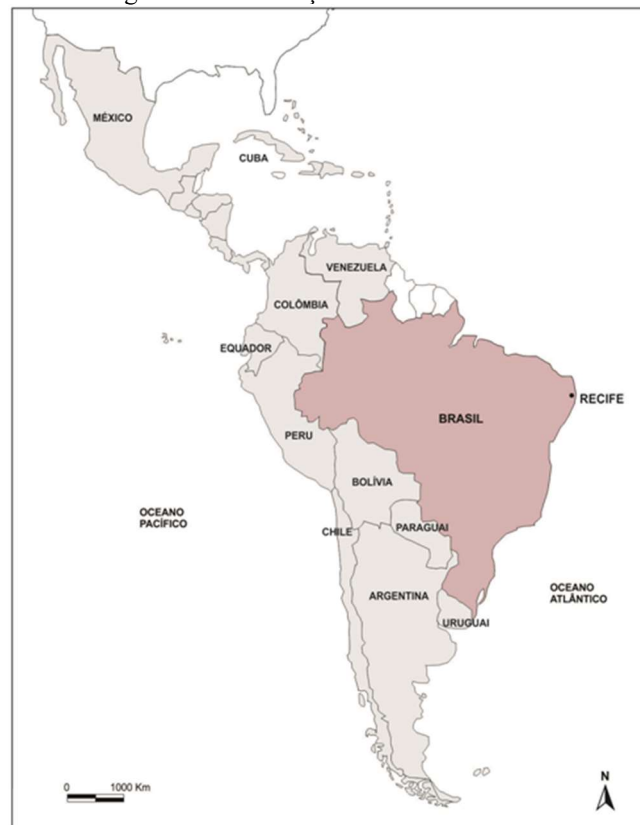 MÉXICO
CUBA
VENEZUELA
COLÔMBIA
EQUADOR
RECIFE
BRASIL
PERU
BOLÍVIA
OCEANO
PACÍFICO
CHILE
PARAGUAI
ARGENTINA
OCEANO
ATLÂNTICO
URUGUAI
0 1000 Km
N